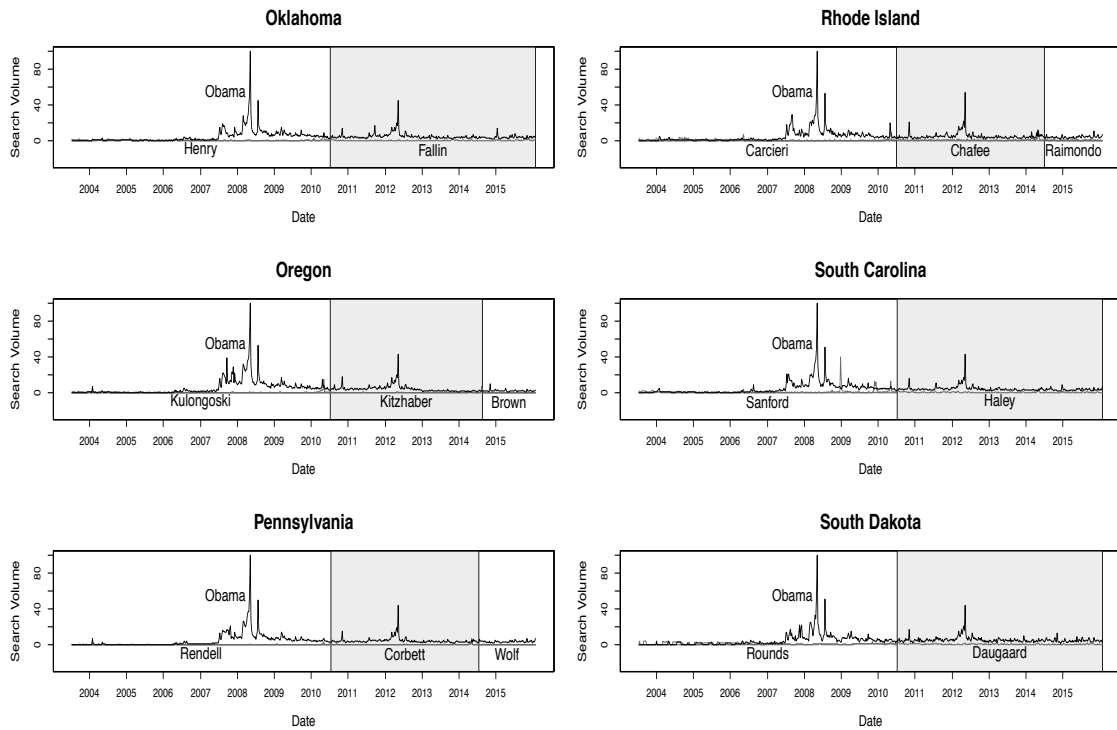 Oklahoma
Search Volume
0 40 80
Obama
Henry
Fallin
2004 2005 2006 2007 2008 2009 2010 2011 2012 2013 2014 2015
Date
Rhode Island
Search Volume
0 40 80
Obama
Carcieri
Chafee
Raimondo
2004 2005 2006 2007 2008 2009 2010 2011 2012 2013 2014 2015
Date
Oregon
Search Volume
0 40 80
Obama
Kulongoski
Kitzhaber
Brown
2004 2005 2006 2007 2008 2009 2010 2011 2012 2013 2014 2015
Date
South Carolina
Search Volume
0 40 80
Obama
Sanford
Haley
2004 2005 2006 2007 2008 2009 2010 2011 2012 2013 2014 2015
Date
Pennsylvania
Search Volume
0 40 80
Obama
Rendell
Corbett
Wolf
2004 2005 2006 2007 2008 2009 2010 2011 2012 2013 2014 2015
Date
South Dakota
Search Volume
0 40 80
Obama
Rounds
Daugaard
2004 2005 2006 2007 2008 2009 2010 2011 2012 2013 2014 2015
Date